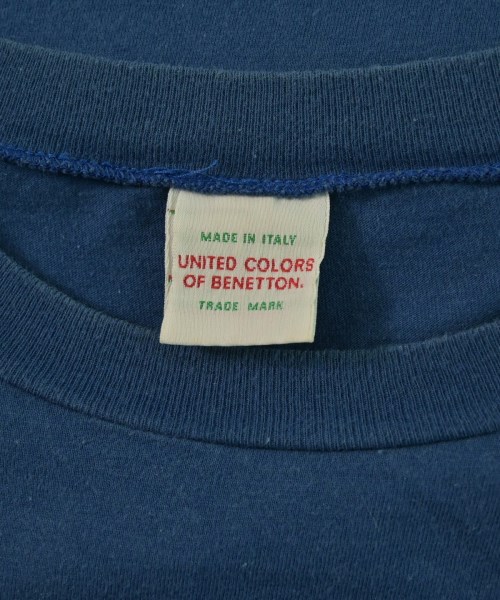 MADE IN ITALY
UNITED COLORS
OF BENETTON.
TRADE MARK